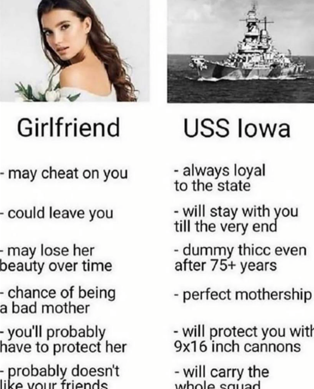 Girlfriend
USS Iowa
- may cheat on you
- could leave you
- may lose her
beauty over time
- chance of being
a bad mother
- you'll probably
have to protect her
- probably doesn't
like your friends
- always loyal
to the state
- will stay with you
till the very end
- dummy thicc even
after 75+ years
- perfect mothership
- will protect you with
9x16 inch cannons
- will carry the
whole squad